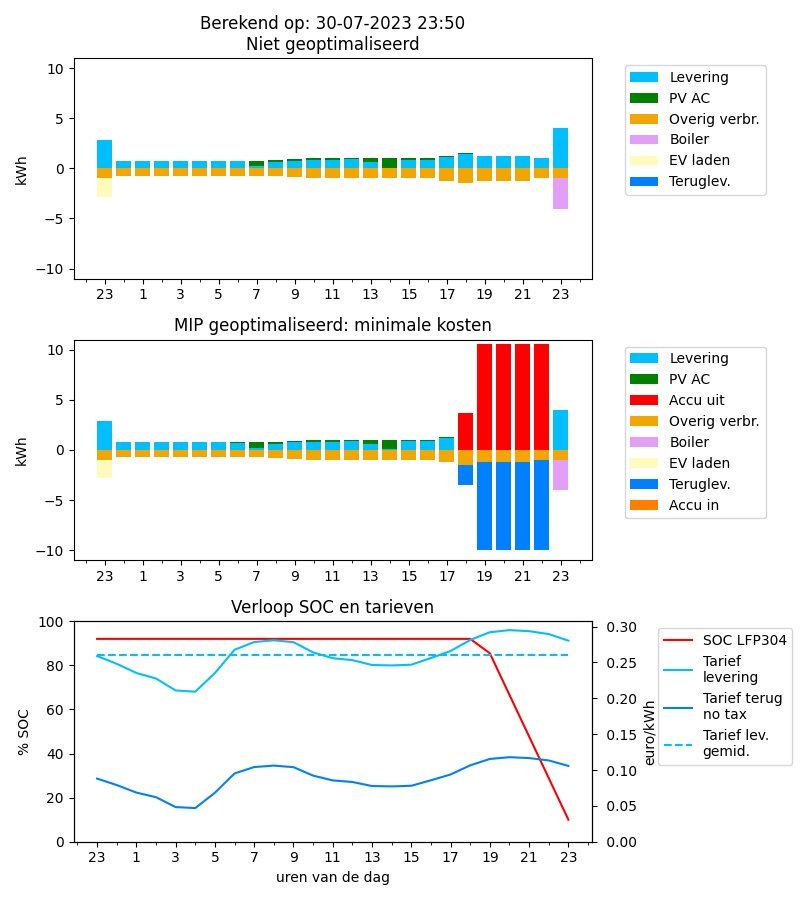 Berekend op: 30-07-2023 23:50
Niet geoptimaliseerd
kWh
10
5
0
−5
−10
23 1 3 5 7 9 11 13 15 17 19 21 23
Levering
PV AC
Overig verbr.
Boiler
EV laden
Teruglev.
MIP geoptimaliseerd: minimale kosten
kWh
10
5
0
−5
−10
23 1 3 5 7 9 11 13 15 17 19 21 23
Levering
PV AC
Accu uit
Overig verbr.
Boiler
EV laden
Teruglev.
Accu in
Verloop SOC en tarieven
% SOC
100
80
60
40
20
0
23 1 3 5 7 9 11 13 15 17 19 21 23
uren van de dag
0.30
0.25
0.20
0.15
0.10
0.05
0.00
euro/kWh
SOC LFP304
Tarief
levering
Tarief terug
no tax
Tarief lev.
gemid.